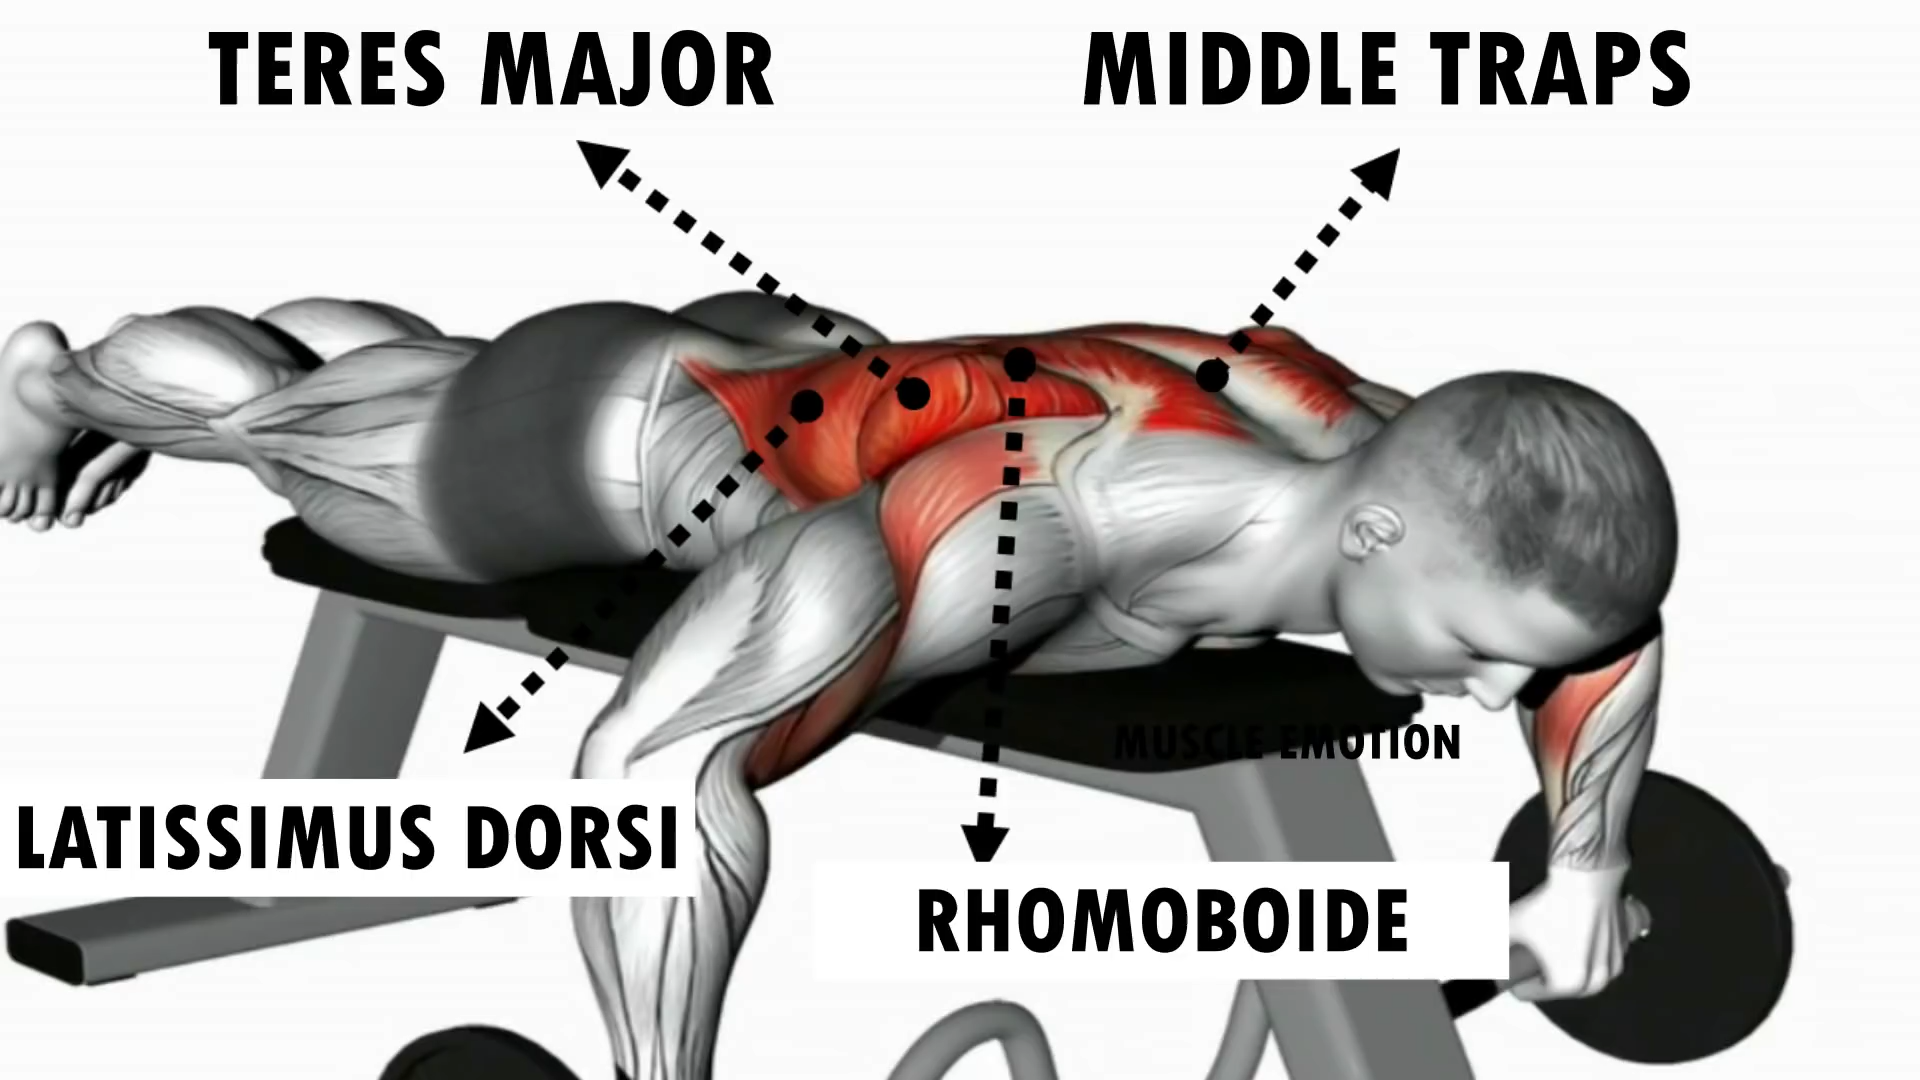 TERES MAJOR
MIDDLE TRAPS
MUSCLE EMOTION
LATISSIMUS DORSI
RHOMOBOIDE